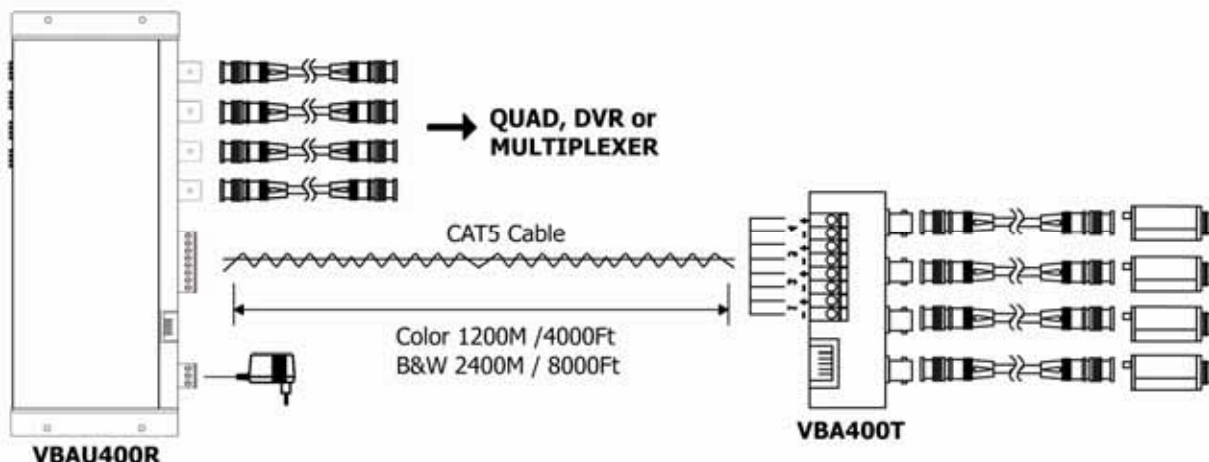 QUAD, DVR or
MULTIPLEXER
CAT5 Cable
Color 1200M /4000Ft
B&W 2400M / 8000Ft
VBAU400R
VBA400T